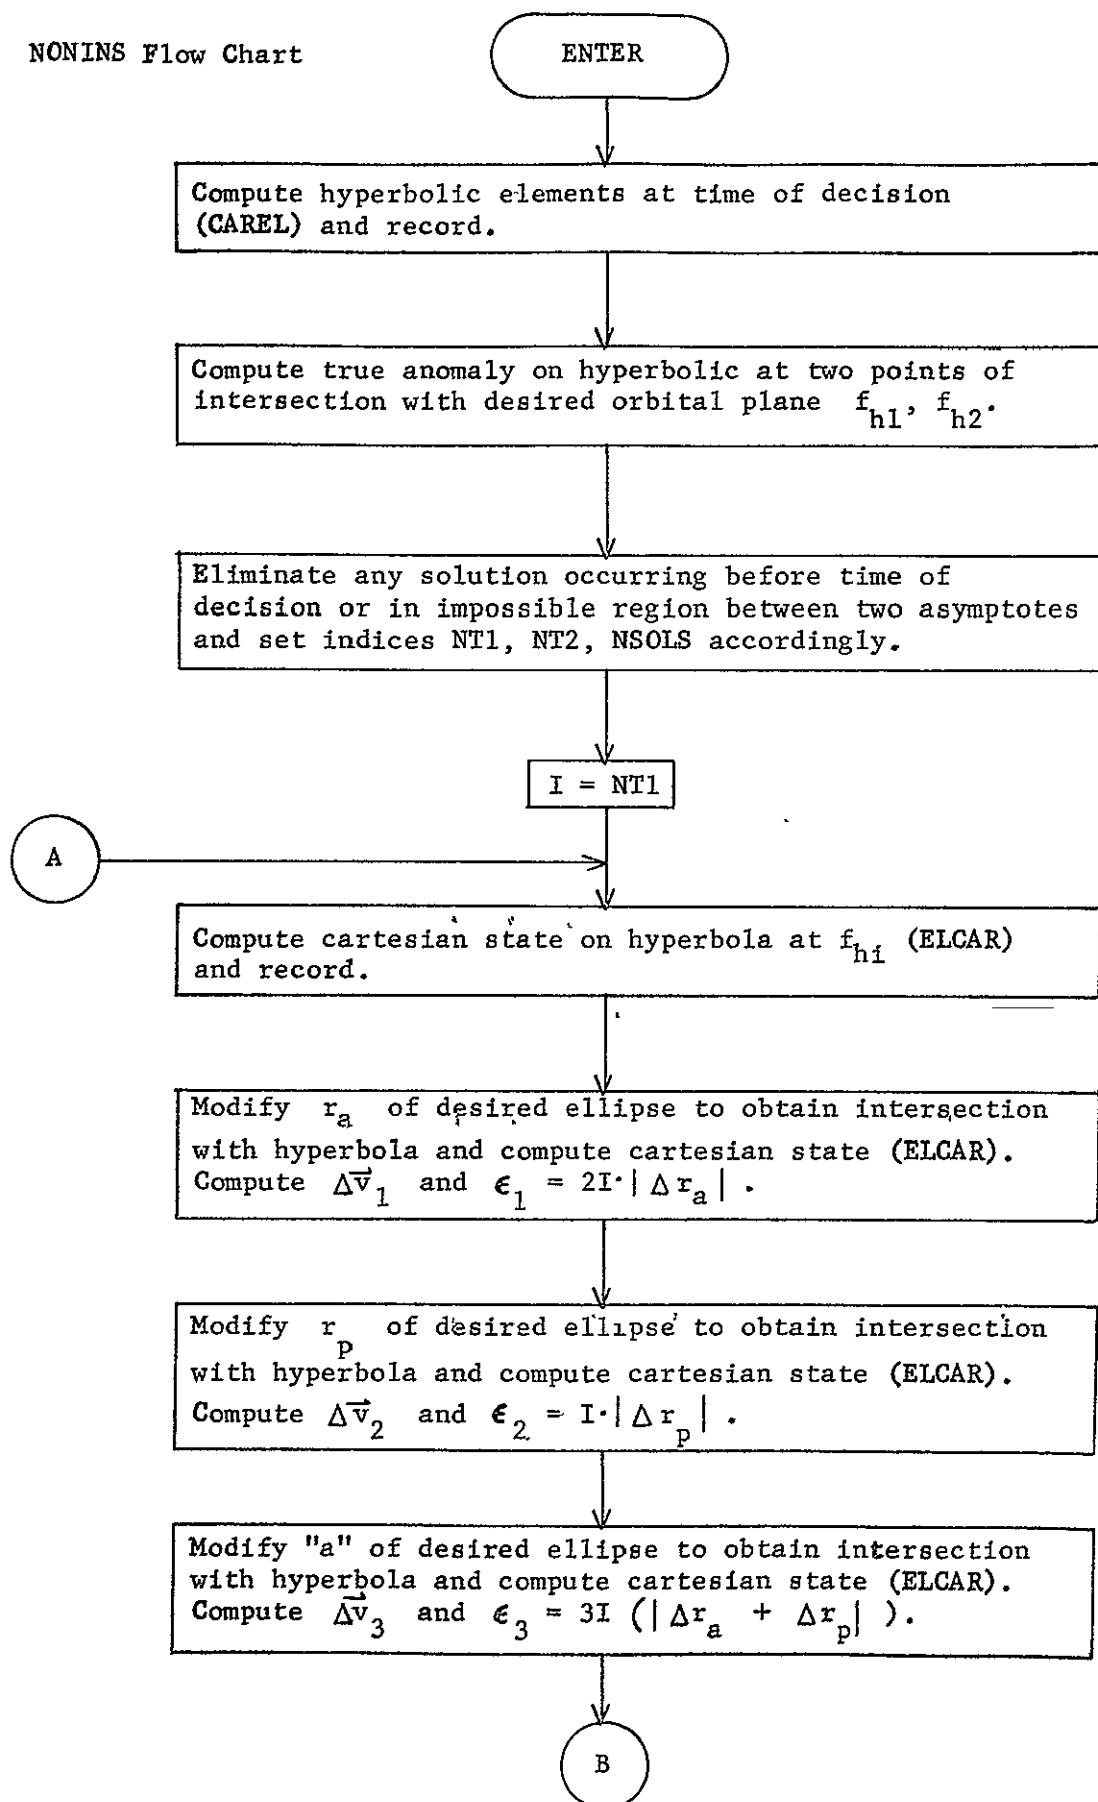 NONINS Flow Chart
ENTER
Compute hyperbolic elements at time of decision
(CAREL) and record.
Compute true anomaly on hyperbolic at two points of
intersection with desired orbital plane f_h1, f_h2.
Eliminate any solution occurring before time of
decision or in impossible region between two asymptotes
and set indices NT1, NT2, NSOLS accordingly.
I = NT1
A
Compute cartesian state on hyperbola at f_hi (ELCAR)
and record.
Modify r_a of desired ellipse to obtain intersection
with hyperbola and compute cartesian state (ELCAR).
Compute Δv⃗_1 and ϵ_1 = 2I·|Δr_a|.
Modify r_p of desired ellipse to obtain intersection
with hyperbola and compute cartesian state (ELCAR).
Compute Δv⃗_2 and ϵ_2 = I·|Δr_p|.
Modify "a" of desired ellipse to obtain intersection
with hyperbola and compute cartesian state (ELCAR).
Compute Δv⃗_3 and ϵ_3 = 3I (|Δr_a + Δr_p|).
B